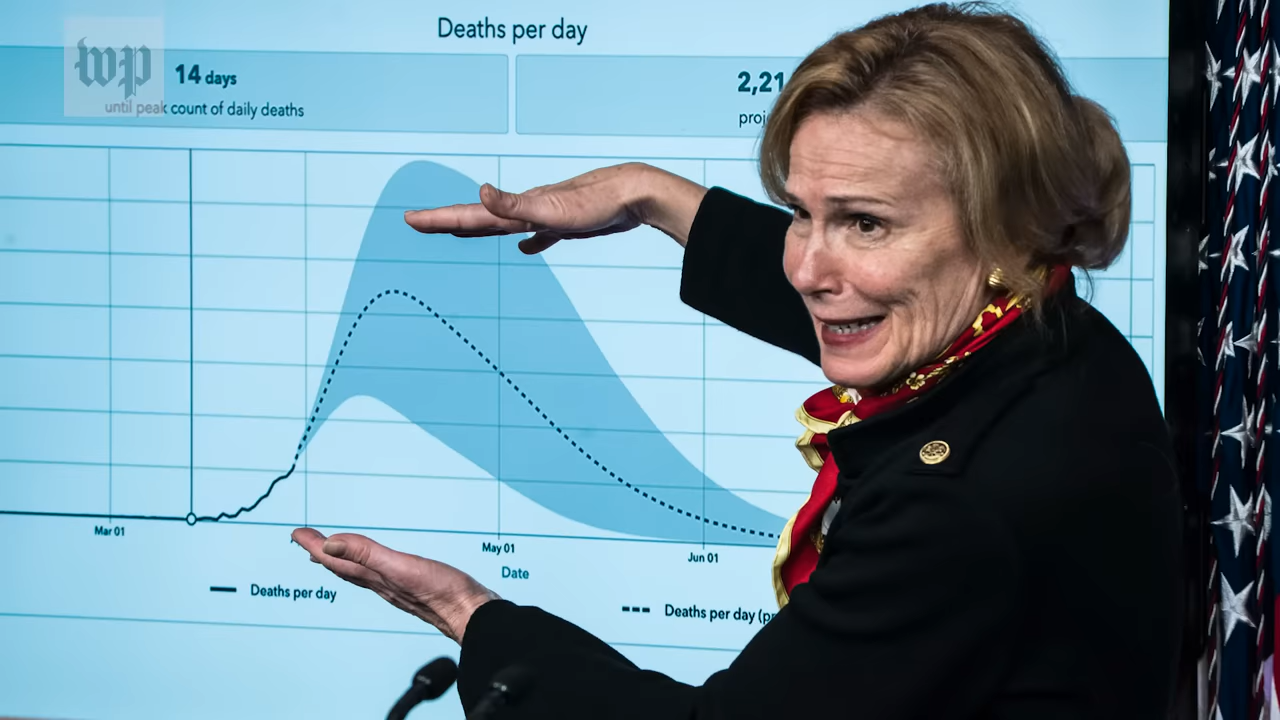 Deaths per day
wp
14 days
until peak count of daily deaths
2,21
Mar 01
May 01
Jun 01
Date
Deaths per day
Deaths per day